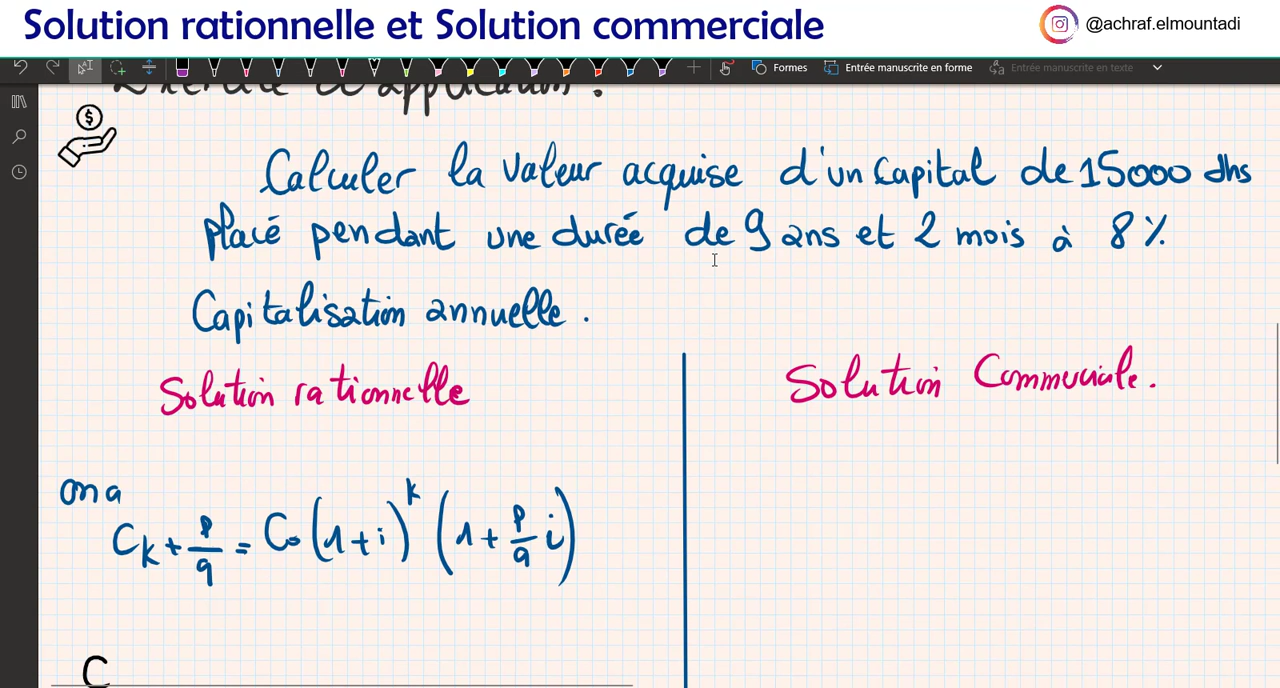 Solution rationnelle et Solution commerciale
@achraf.elmountadi
Formes
Entrée manuscrite en forme
Entrée manuscrite en texte
d'application :
Calculer la valeur acquise d'un capital de 15000 dhs
placé pendant une durée de 9 ans et 2 mois à 8%
Capitalisation annuelle.
Solution rationnelle
Solution Commerciale.
on a
C_{k+p/q} = C₀ (1+i)^k (1 + p/q i)
C